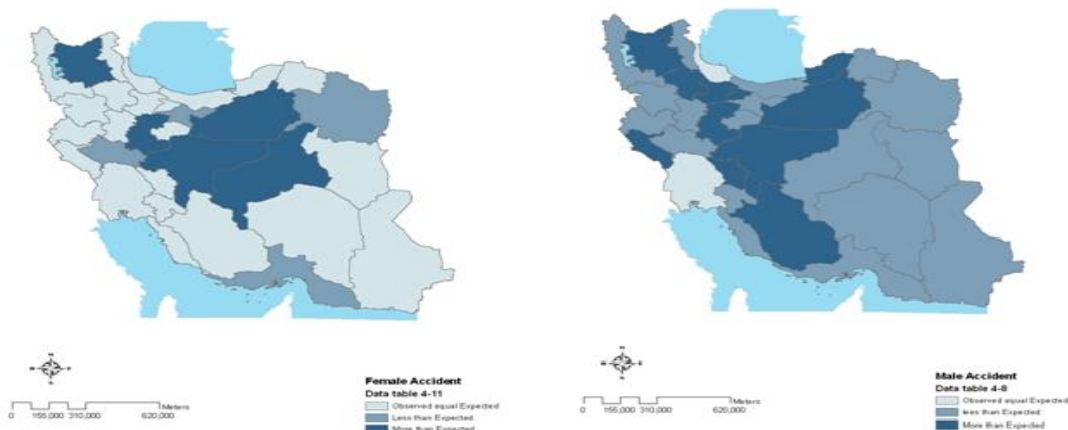 Female Accident
Data table 4-11
Observed equal Expected
Less than Expected
More than Expected
Meters
0 155,000 310,000 620,000
Male Accident
Data table 4-8
Observed equal Expected
less than Expected
More than Expected
Meters
0 155,000 310,000 620,000